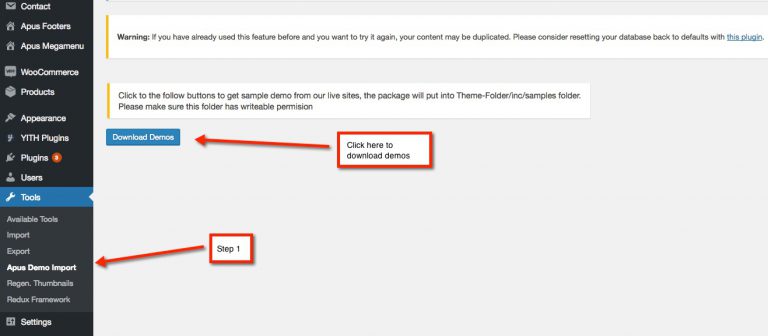 Contact
Apus Footers
Apus Megamenu
WooCommerce
Products
Appearance
YITH Plugins
Plugins 3
Users
Tools
Available Tools
Import
Export
Apus Demo Import
Regen. Thumbnails
Redux Framework
Settings
Warning: If you have already used this feature before and you want to try it again, your content may be duplicated. Please consider resetting your database back to defaults with this plugin.
Click to the follow buttons to get sample demo from our live sites, the package will put into Theme-Folder/inc/samples folder.
Please make sure this folder has writeable permision
Download Demos
Click here to
download demos
Step 1